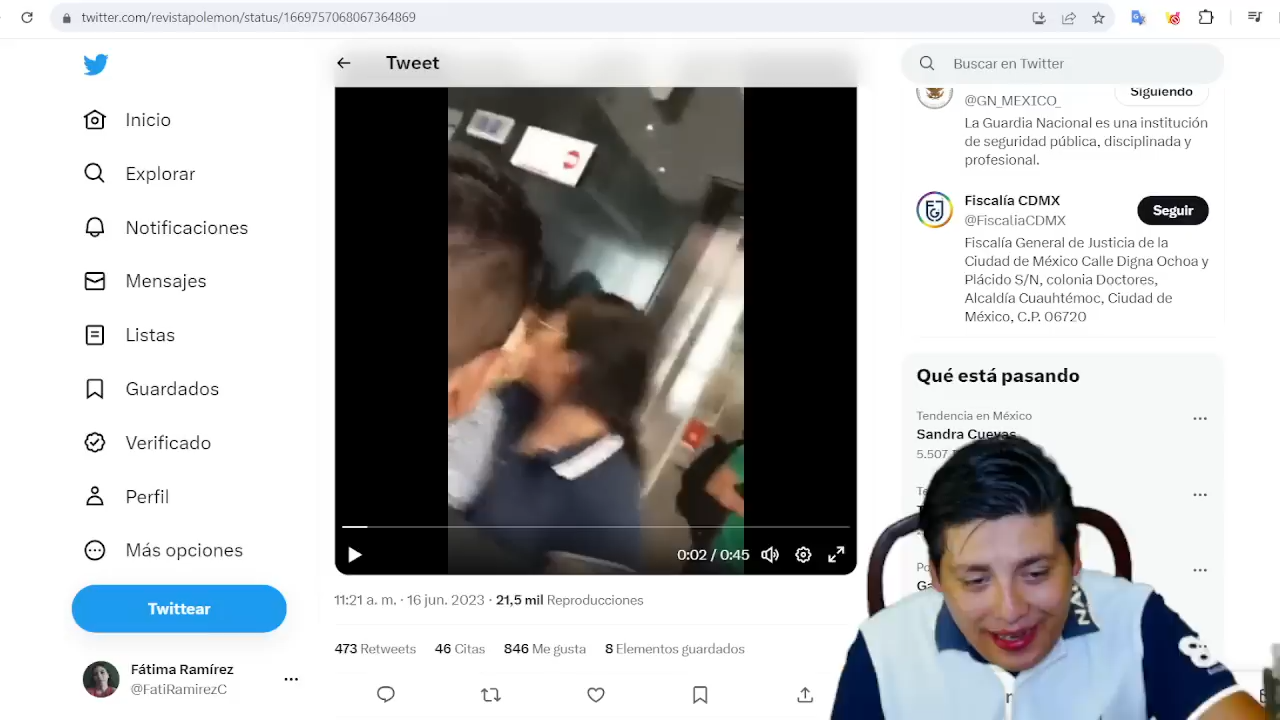 twitter.com/revistapolemon/status/1669757068067364869
Tweet
Buscar en Twitter
Inicio
Explorar
Notificaciones
Mensajes
Listas
Guardados
Verificado
Perfil
Más opciones
Twittear
Fátima Ramírez
@FatiRamirezC
0:02 / 0:45
11:21 a. m. · 16 jun. 2023 · 21,5 mil Reproducciones
473 Retweets 46 Citas 846 Me gusta 8 Elementos guardados
@GN_MEXICO_
Siguiendo
La Guardia Nacional es una institución
de seguridad pública, disciplinada y
profesional.
Fiscalía CDMX
@FiscaliaCDMX
Seguir
Fiscalía General de Justicia de la
Ciudad de México Calle Digna Ochoa y
Plácido S/N, colonia Doctores,
Alcaldía Cuauhtémoc, Ciudad de
México, C.P. 06720
Qué está pasando
Tendencia en México
Sandra Cuevas
5.507